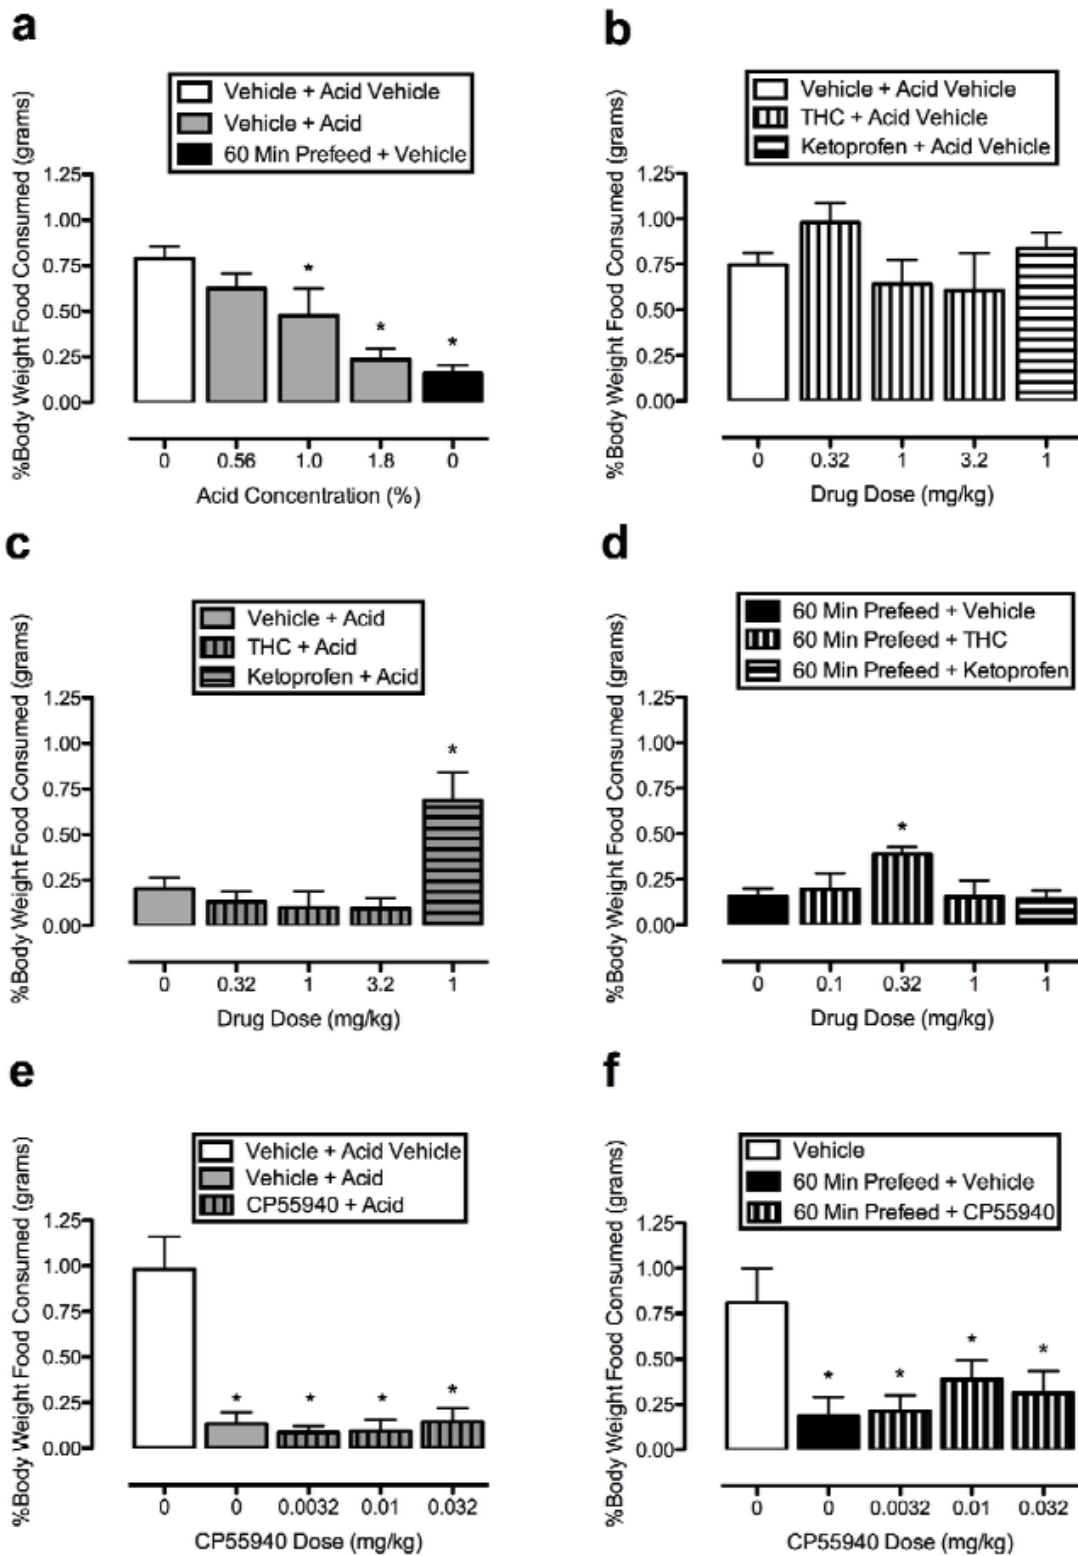 a
Vehicle + Acid Vehicle
Vehicle + Acid
60 Min Prefeed + Vehicle
%Body Weight Food Consumed (grams)
1.25
1.00
0.75
0.50
0.25
0.00
*
*
*
0 0.56 1.0 1.8 0
Acid Concentration (%)
b
Vehicle + Acid Vehicle
THC + Acid Vehicle
Ketoprofen + Acid Vehicle
%Body Weight Food Consumed (grams)
1.25
1.00
0.75
0.50
0.25
0.00
0 0.32 1 3.2 1
Drug Dose (mg/kg)
c
Vehicle + Acid
THC + Acid
Ketoprofen + Acid
%Body Weight Food Consumed (grams)
1.25
1.00
0.75
0.50
0.25
0.00
*
0 0.32 1 3.2 1
Drug Dose (mg/kg)
d
60 Min Prefeed + Vehicle
60 Min Prefeed + THC
60 Min Prefeed + Ketoprofen
%Body Weight Food Consumed (grams)
1.25
1.00
0.75
0.50
0.25
0.00
*
0 0.1 0.32 1 1
Drug Dose (mg/kg)
e
Vehicle + Acid Vehicle
Vehicle + Acid
CP55940 + Acid
%Body Weight Food Consumed (grams)
1.25
1.00
0.75
0.50
0.25
0.00
* * * *
0 0 0.0032 0.01 0.032
CP55940 Dose (mg/kg)
f
Vehicle
60 Min Prefeed + Vehicle
60 Min Prefeed + CP55940
%Body Weight Food Consumed (grams)
1.25
1.00
0.75
0.50
0.25
0.00
* * * *
0 0 0.0032 0.01 0.032
CP55940 Dose (mg/kg)